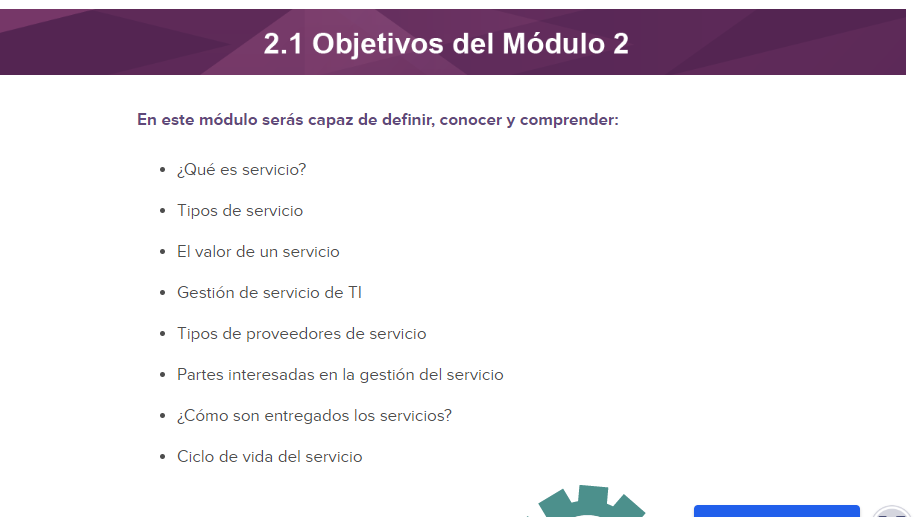 2.1 Objetivos del Módulo 2
En este módulo serás capaz de definir, conocer y comprender:
¿Qué es servicio?
Tipos de servicio
El valor de un servicio
Gestión de servicio de TI
Tipos de proveedores de servicio
Partes interesadas en la gestión del servicio
¿Cómo son entregados los servicios?
Ciclo de vida del servicio